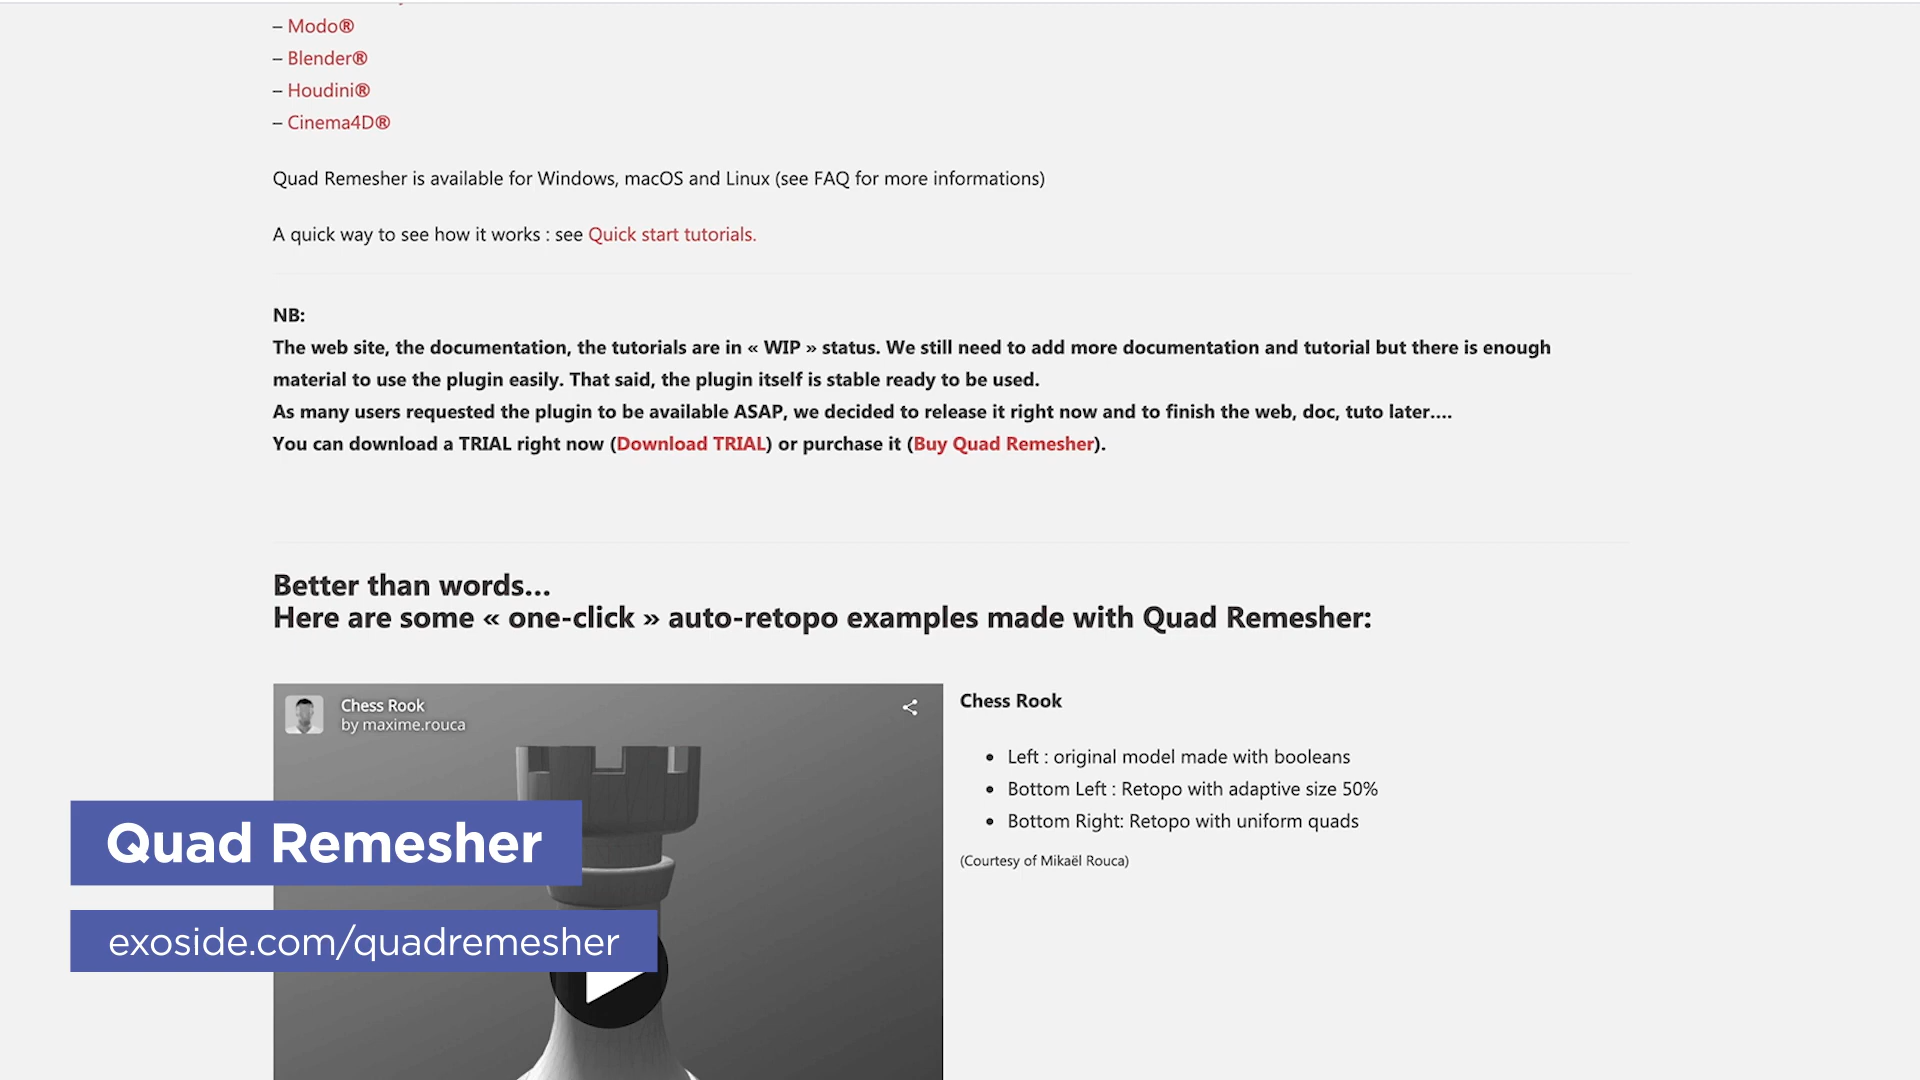 – Modo®
– Blender®
– Houdini®
– Cinema4D®
Quad Remesher is available for Windows, macOS and Linux (see FAQ for more informations)
A quick way to see how it works : see Quick start tutorials.
NB:
The web site, the documentation, the tutorials are in « WIP » status. We still need to add more documentation and tutorial but there is enough
material to use the plugin easily. That said, the plugin itself is stable ready to be used.
As many users requested the plugin to be available ASAP, we decided to release it right now and to finish the web, doc, tuto later….
You can download a TRIAL right now (Download TRIAL) or purchase it (Buy Quad Remesher).
Better than words…
Here are some « one-click » auto-retopo examples made with Quad Remesher:
Chess Rook
by maxime.rouca
Chess Rook
• Left : original model made with booleans
• Bottom Left : Retopo with adaptive size 50%
• Bottom Right: Retopo with uniform quads
(Courtesy of Mikaël Rouca)
Quad Remesher
exoside.com/quadremesher